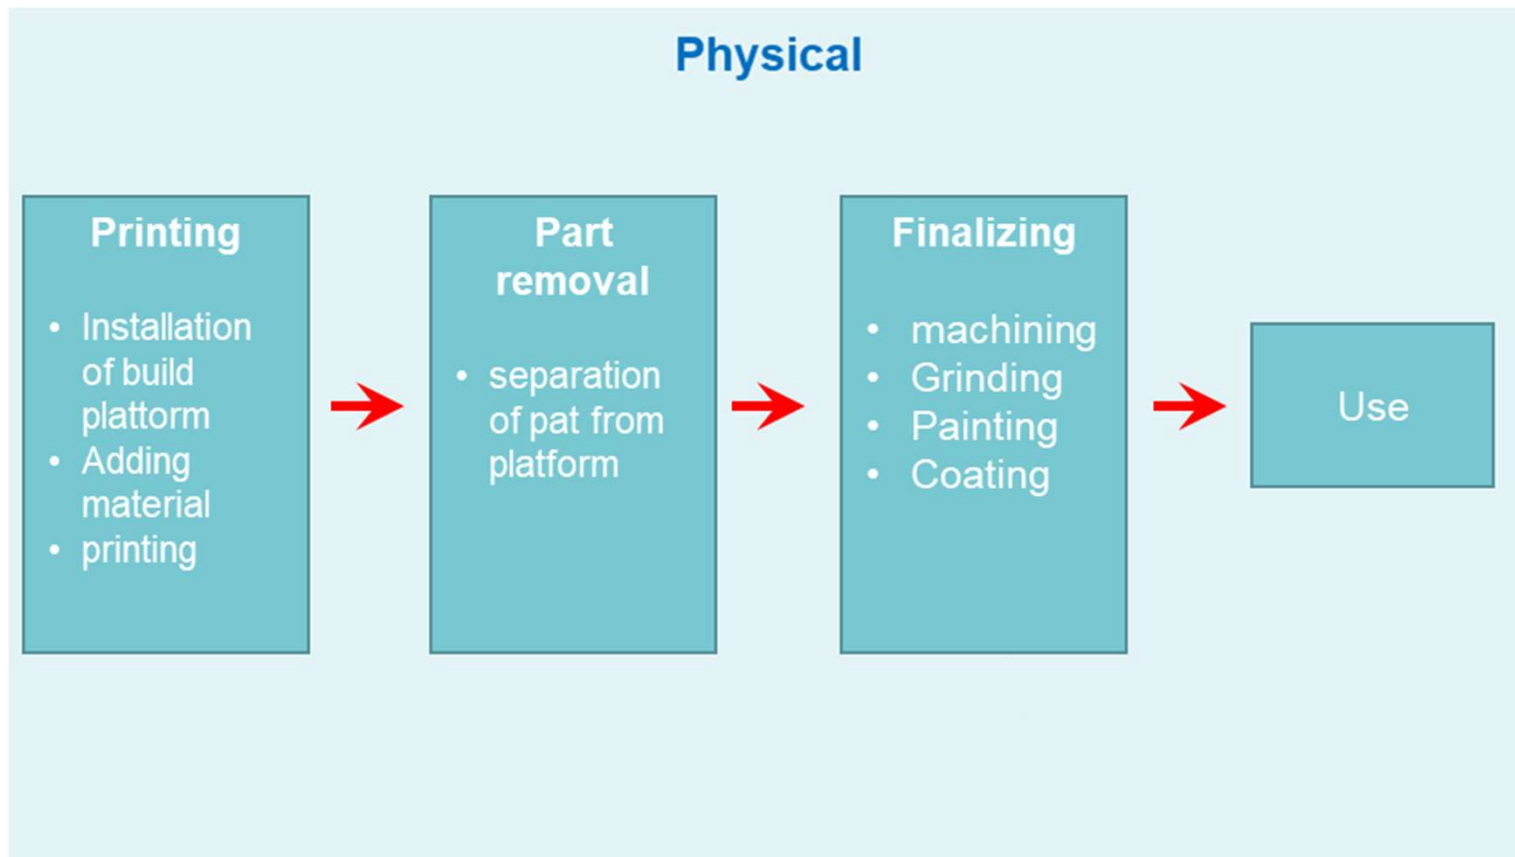 Physical
Printing
• Installation
of build
plattorm
• Adding
material
• printing
Part
removal
• separation
of pat from
platform
Finalizing
• machining
• Grinding
• Painting
• Coating
Use